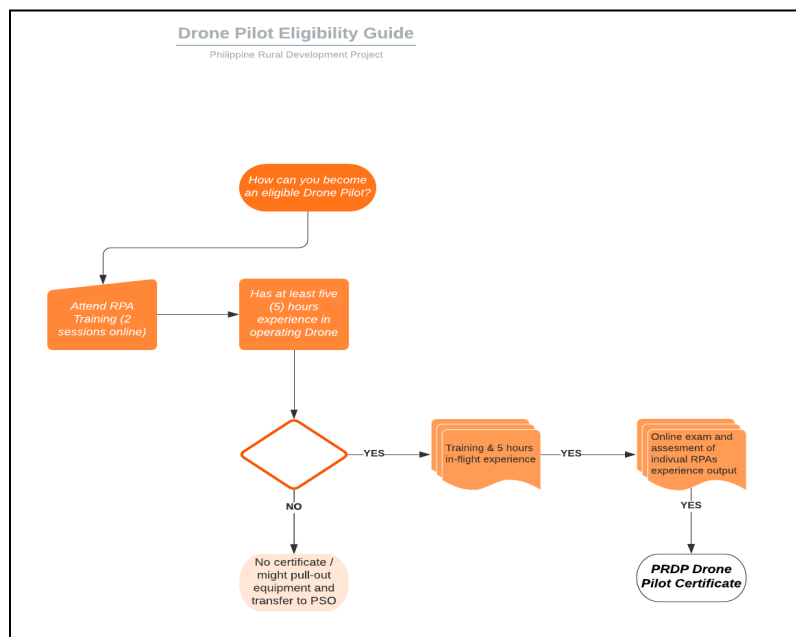 Drone Pilot Eligibility Guide
Philippine Rural Development Project
How can you become
an eligible Drone Pilot?
Attend RPA
Training (2
sessions online)
Has at least five
(5) hours
experience in
operating Drone
YES
Training & 5 hours
in-flight experience
YES
Online exam and
assesment of
indivual RPAs
experience output
NO
YES
No certificate /
might pull-out
equipment and
transfer to PSO
PRDP Drone
Pilot Certificate